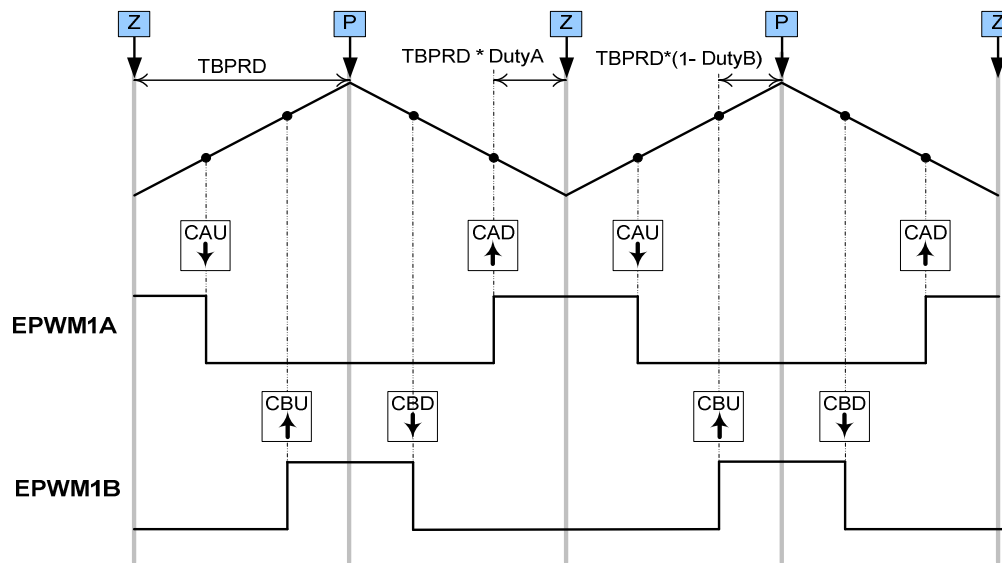 Z P Z P Z
TBPRD TBPRD * DutyA TBPRD*(1- DutyB)
CAU CAD CAU CAD
EPWM1A
CBU CBD CBU CBD
EPWM1B